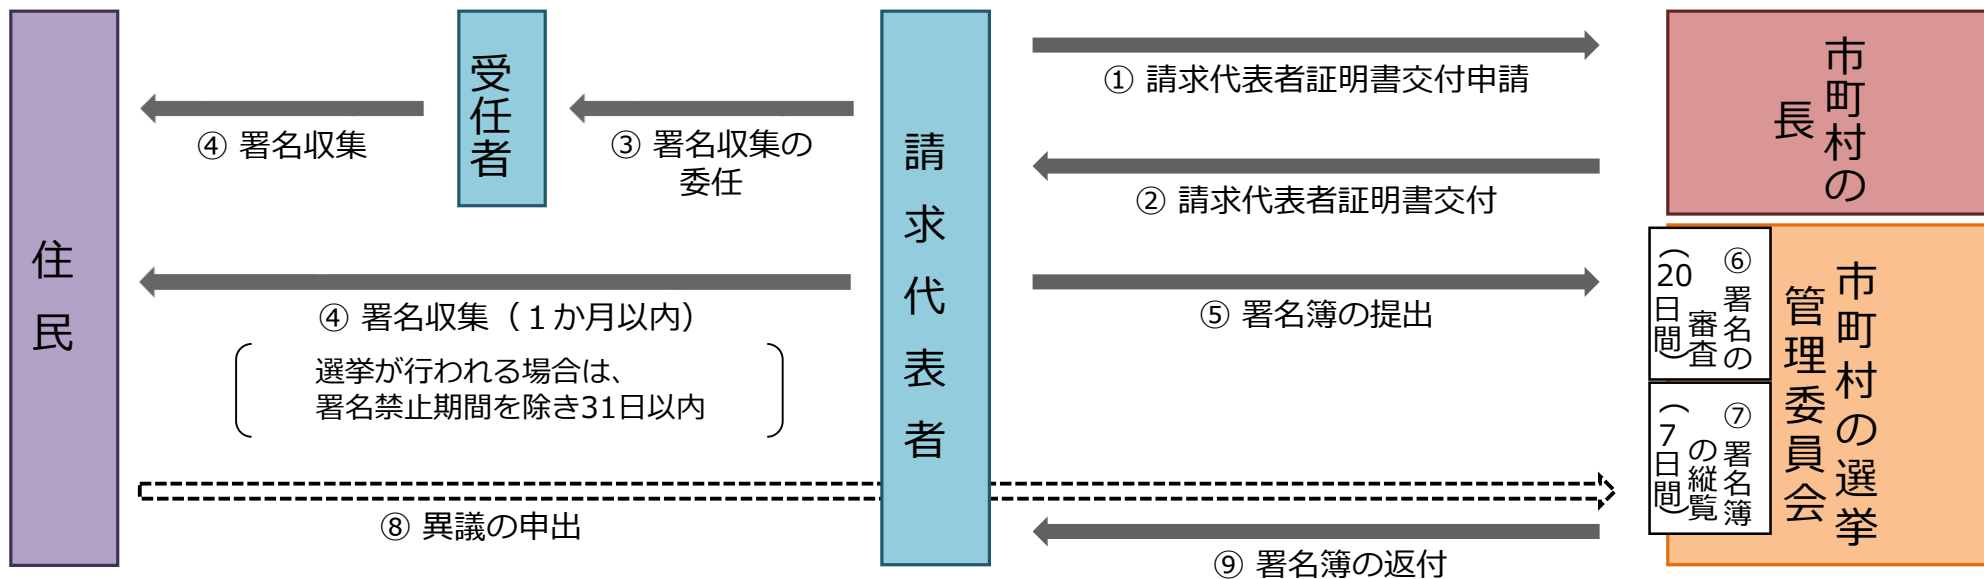 住民
④ 署名収集
受任者
③ 署名収集の
委任
④ 署名収集（１か月以内）
選挙が行われる場合は、
署名禁止期間を除き31日以内
⑧ 異議の申出
請求代表者
① 請求代表者証明書交付申請
② 請求代表者証明書交付
⑤ 署名簿の提出
⑨ 署名簿の返付
市町村の
長
⑥署名の
審査
（20日間）
⑦署名簿
の縦覧
（7日間）
市町村の選挙
管理委員会